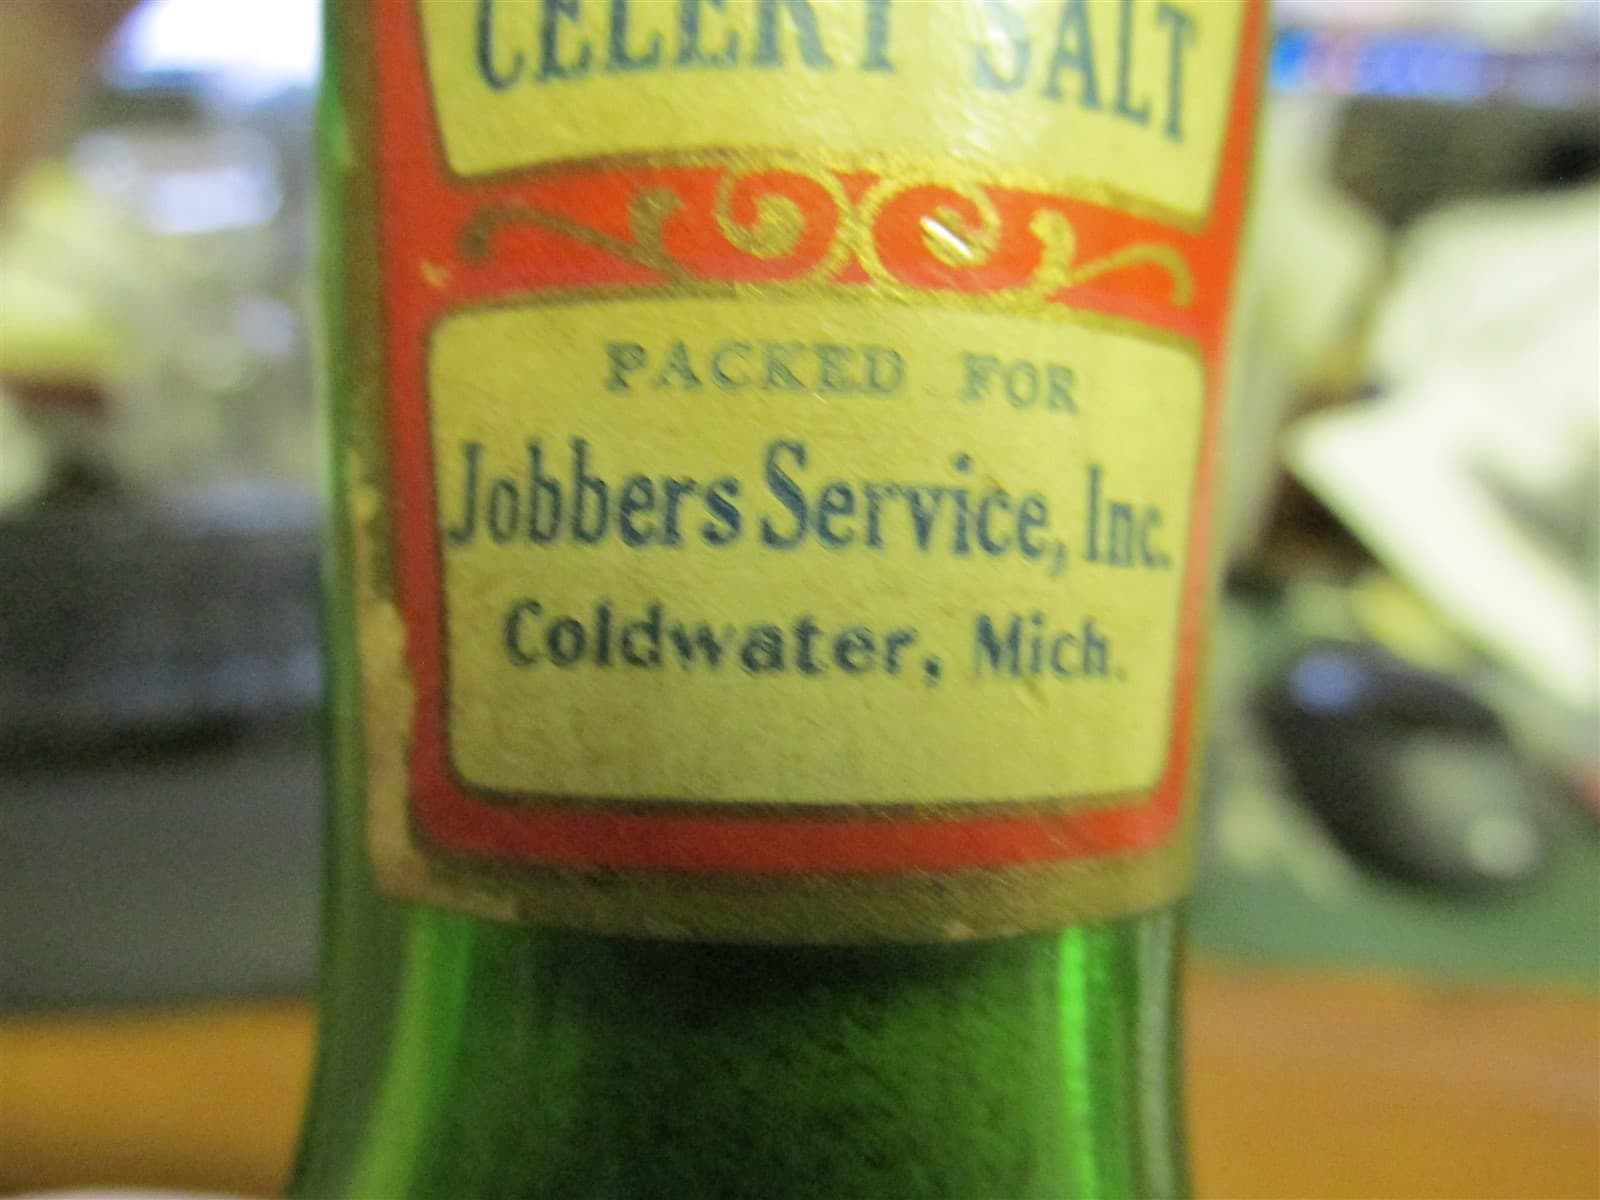 CELERY SALT
PACKED FOR
Jobbers Service, Inc.
Coldwater, Mich.